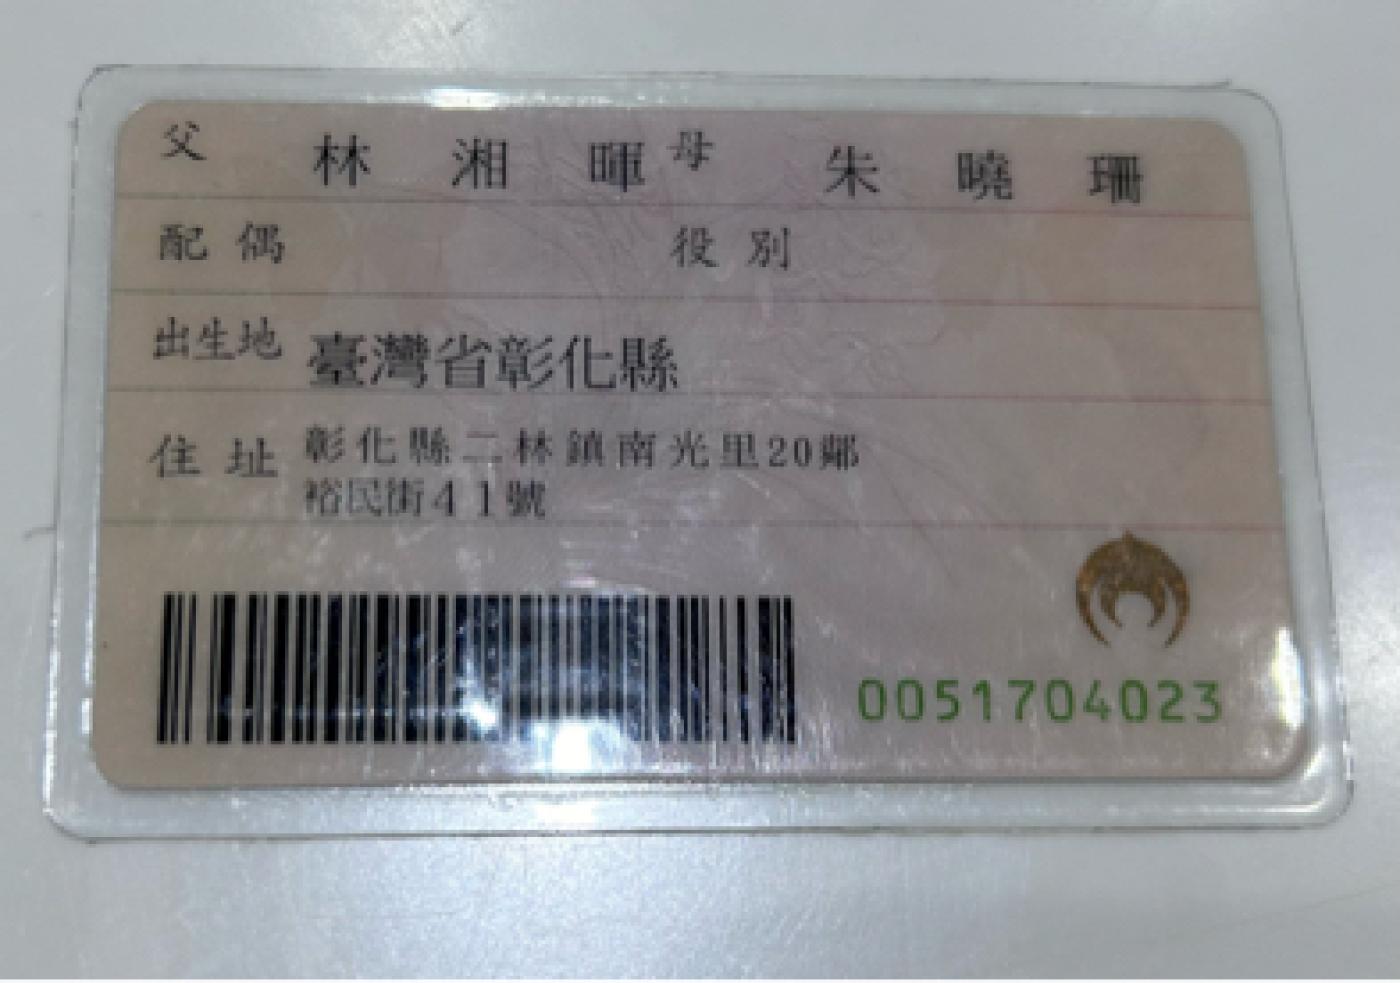 父 林湘暉 母 朱曉珊
配偶 役別
出生地 臺灣省彰化縣
住址 彰化縣二林鎮南光里20鄰
裕民街41號
0051704023